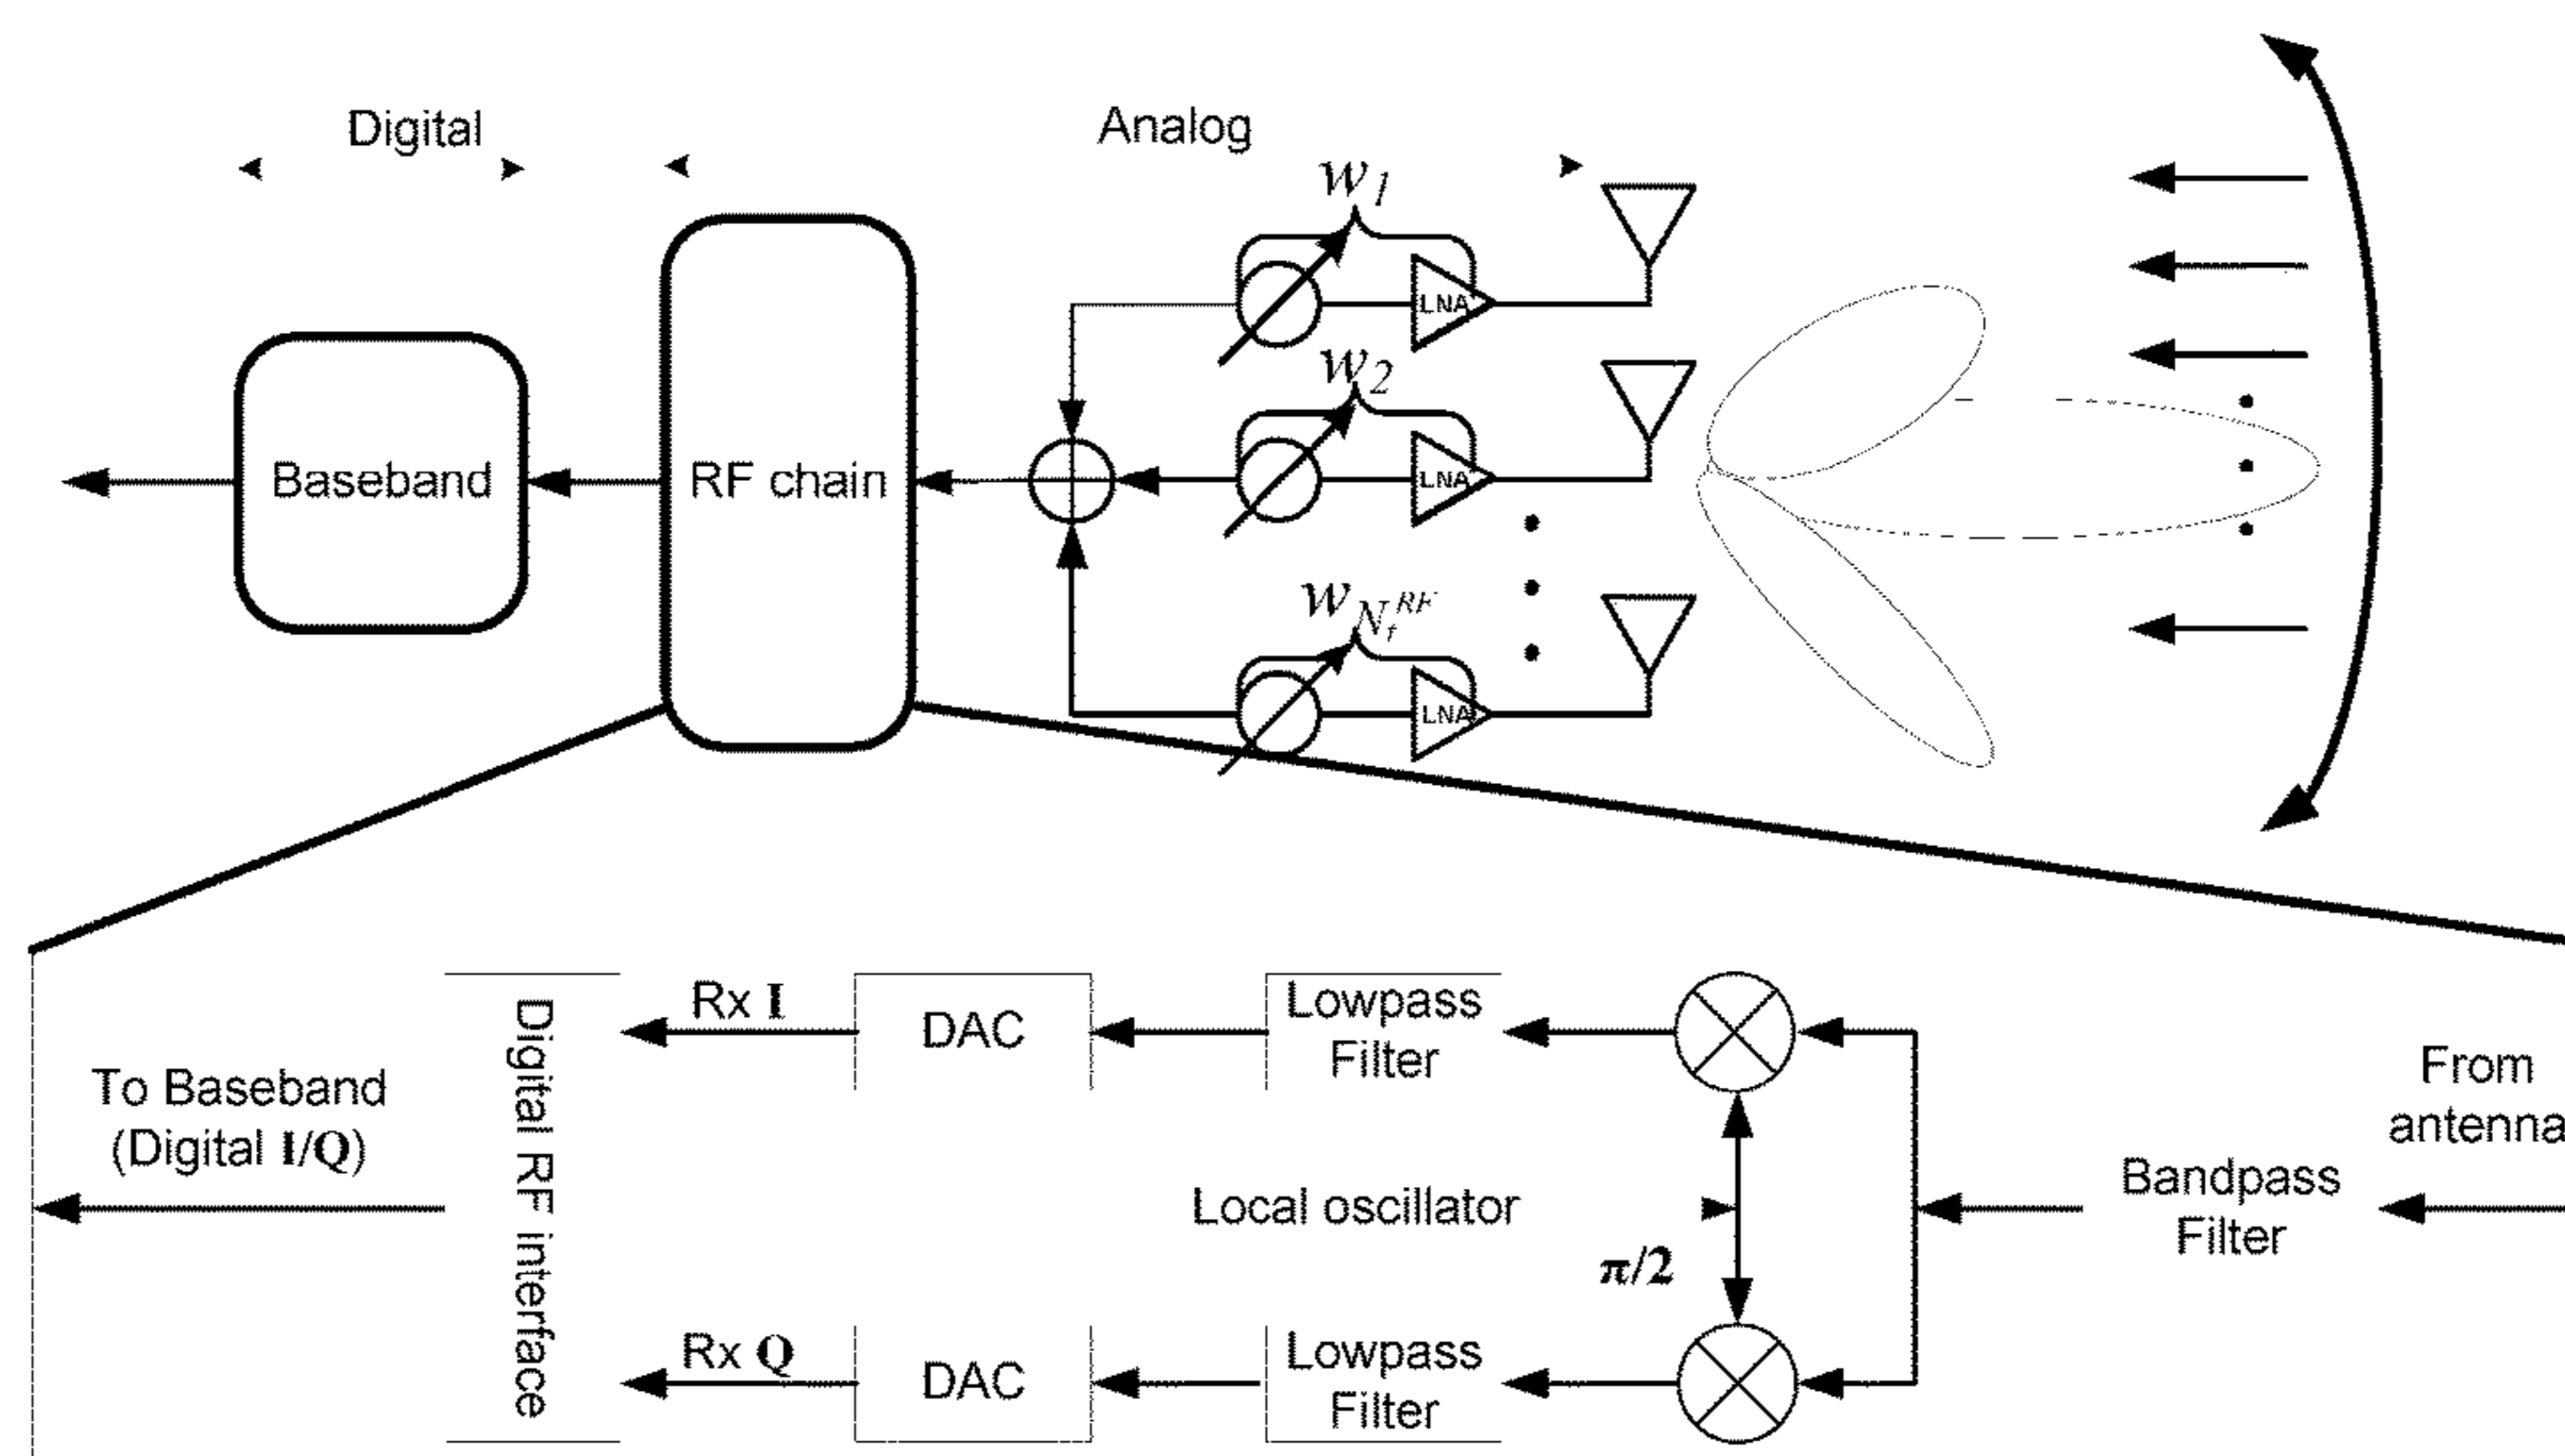 Digital
Analog
w1
w2
wNtRF
LNA
LNA
LNA
Baseband
RF chain
Rx I
DAC
Lowpass
Filter
Digital RF interface
To Baseband
(Digital I/Q)
Local oscillator
π/2
From
antenna
Bandpass
Filter
Rx Q
DAC
Lowpass
Filter